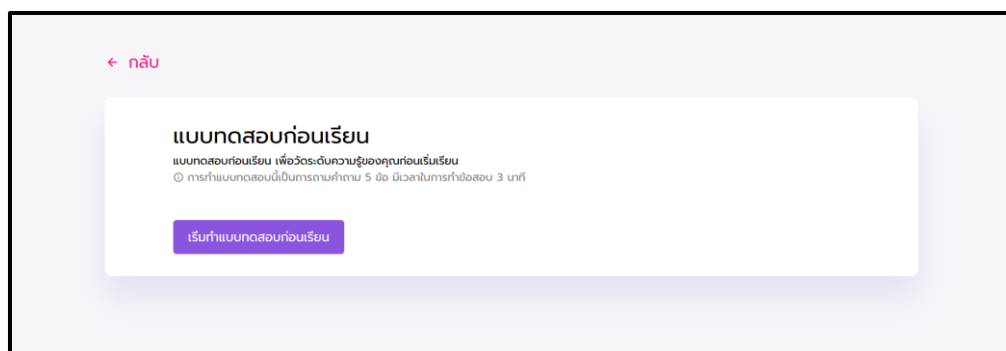 ← กลับ
แบบทดสอบก่อนเรียน
แบบทดสอบก่อนเรียน เพื่อวัดระดับความรู้ของคุณก่อนเริ่มเรียน
การทำแบบทดสอบนี้เป็นการถามคำถาม 5 ข้อ มีเวลาในการทำข้อสอบ 3 นาที
เริ่มทำแบบทดสอบก่อนเรียน